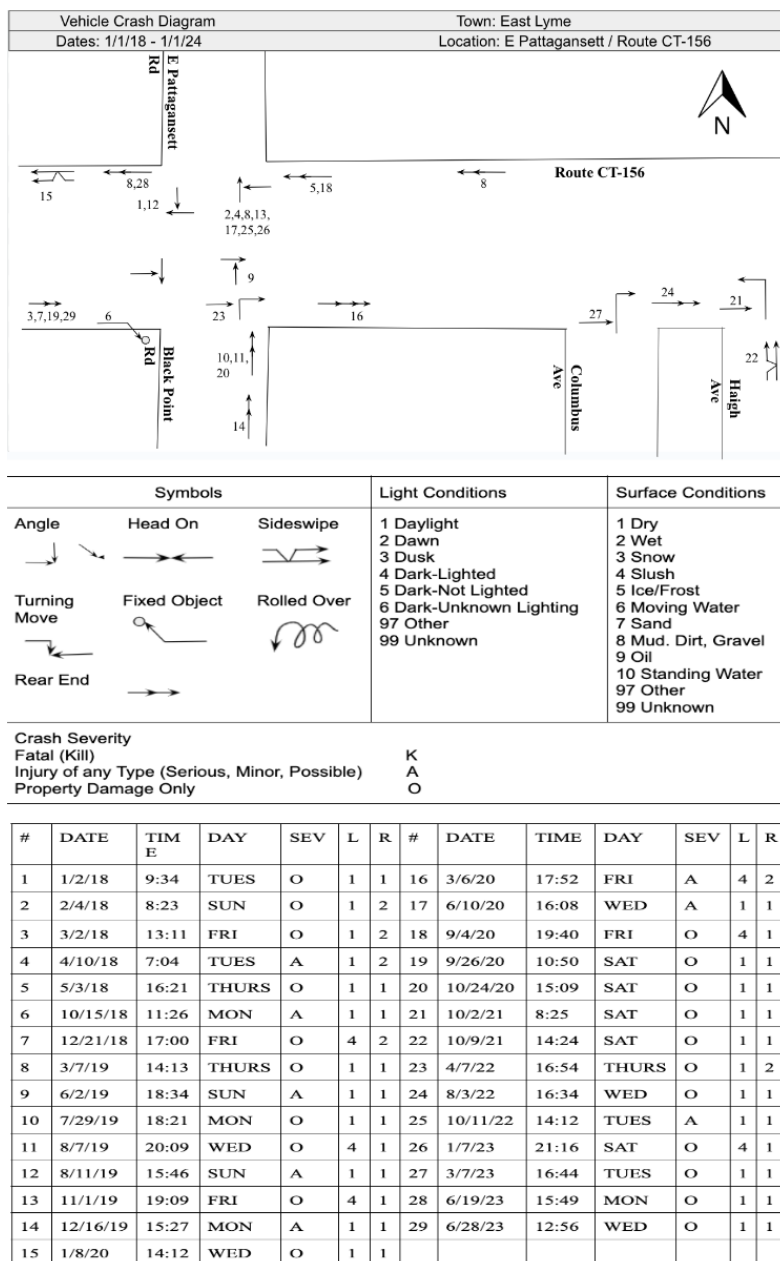 Vehicle Crash Diagram Town: East Lyme
Dates: 1/1/18 - 1/1/24 Location: E Pattagansett / Route CT-156
E Pattagansett
Rd
N
Route CT-156
15
8,28
1,12
2,4,8,13,
17,25,26
5,18
8
9
3,7,19,29
6
23
16
27
24
21
22
10,11,
20
14
Black Point
Rd
Columbus
Ave
Haigh
Ave
Symbols Light Conditions Surface Conditions
Angle Head On Sideswipe
Turning
Move
Fixed Object Rolled Over
Rear End
1 Daylight
2 Dawn
3 Dusk
4 Dark-Lighted
5 Dark-Not Lighted
6 Dark-Unknown Lighting
97 Other
99 Unknown
1 Dry
2 Wet
3 Snow
4 Slush
5 Ice/Frost
6 Moving Water
7 Sand
8 Mud. Dirt, Gravel
9 Oil
10 Standing Water
97 Other
99 Unknown
Crash Severity
Fatal (Kill) K
Injury of any Type (Serious, Minor, Possible) A
Property Damage Only O
# DATE TIM DAY SEV L R # DATE TIME DAY SEV L R
E
1 1/2/18 9:34 TUES O 1 1 16 3/6/20 17:52 FRI A 4 2
2 2/4/18 8:23 SUN O 1 2 17 6/10/20 16:08 WED A 1 1
3 3/2/18 13:11 FRI O 1 2 18 9/4/20 19:40 FRI O 4 1
4 4/10/18 7:04 TUES A 1 2 19 9/26/20 10:50 SAT O 1 1
5 5/3/18 16:21 THURS O 1 1 20 10/24/20 15:09 SAT O 1 1
6 10/15/18 11:26 MON A 1 1 21 10/2/21 8:25 SAT O 1 1
7 12/21/18 17:00 FRI O 4 2 22 10/9/21 14:24 SAT O 1 1
8 3/7/19 14:13 THURS O 1 1 23 4/7/22 16:54 THURS O 1 2
9 6/2/19 18:34 SUN A 1 1 24 8/3/22 16:34 WED O 1 1
10 7/29/19 18:21 MON O 1 1 25 10/11/22 14:12 TUES A 1 1
11 8/7/19 20:09 WED O 4 1 26 1/7/23 21:16 SAT O 4 1
12 8/11/19 15:46 SUN A 1 1 27 3/7/23 16:44 TUES O 1 1
13 11/1/19 19:09 FRI O 4 1 28 6/19/23 15:49 MON O 1 1
14 12/16/19 15:27 MON A 1 1 29 6/28/23 12:56 WED O 1 1
15 1/8/20 14:12 WED O 1 1